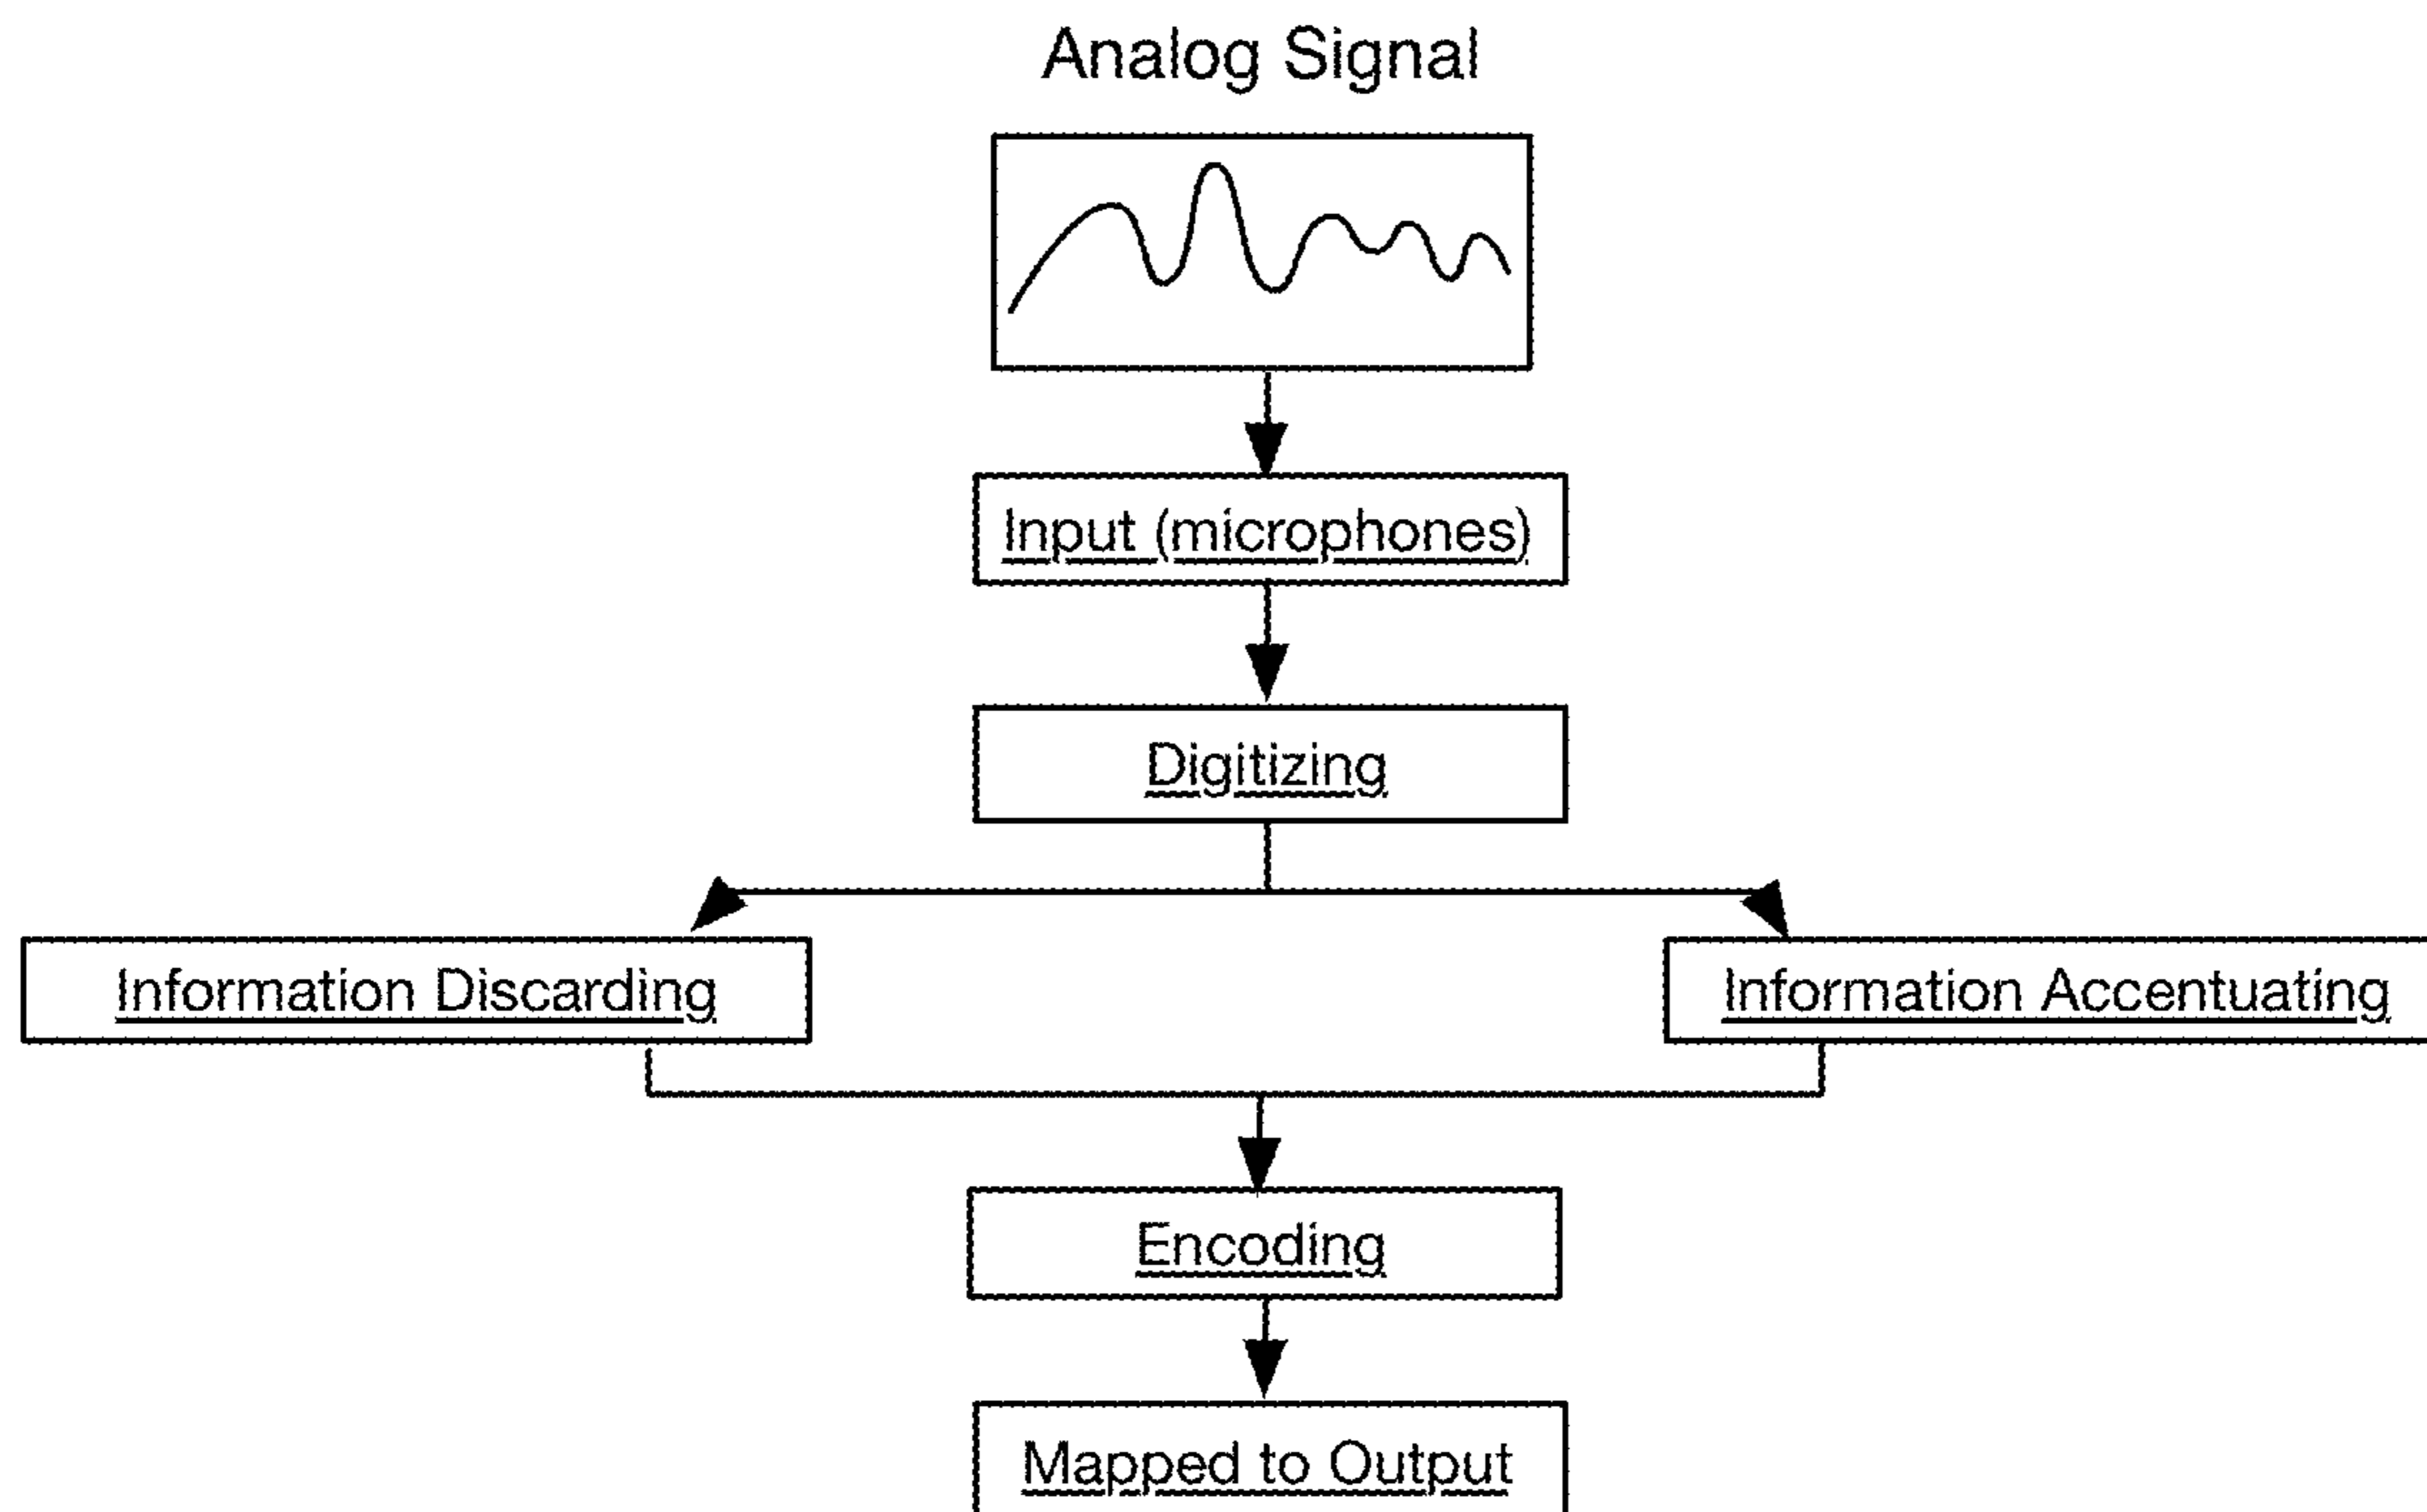 Analog Signal
Input (microphones)
Digitizing
Information Discarding
Information Accentuating
Encoding
Mapped to Output